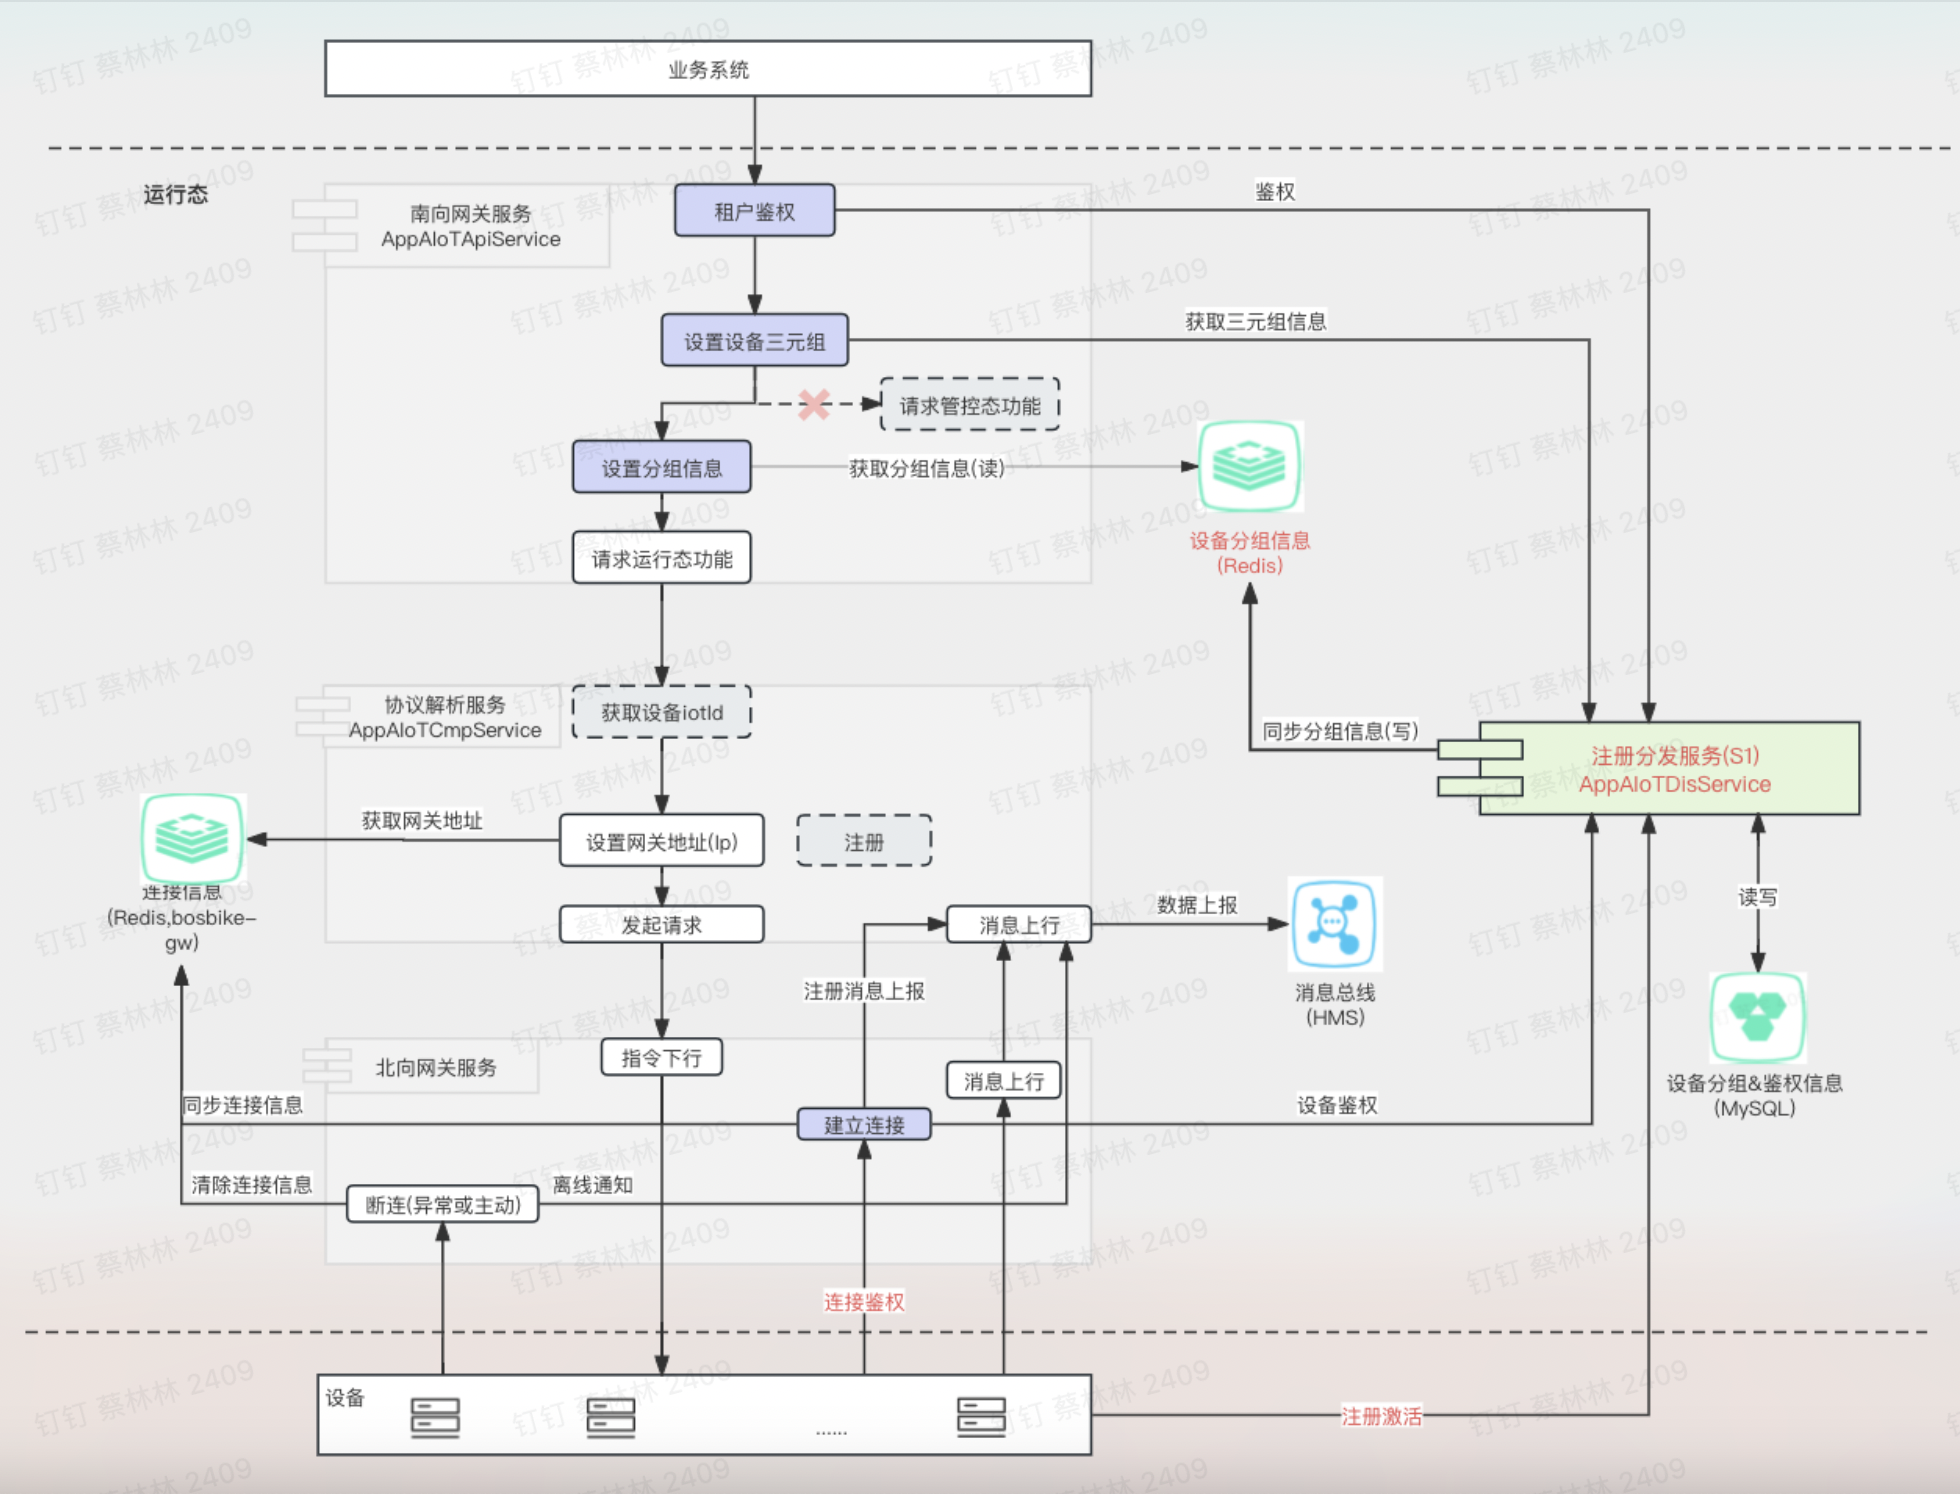 业务系统
运行态
鉴权
南向网关服务
AppAIoTApiService
租户鉴权
获取三元组信息
设置设备三元组
请求管控态功能
设置分组信息
获取分组信息(读)
设备分组信息
(Redis)
请求运行态功能
协议解析服务
AppAIoTCmpService
获取设备iotId
同步分组信息(写)
注册分发服务(S1)
AppAIoTDisService
获取网关地址
设置网关地址(Ip)
注册
连接信息
(Redis,bosbike-
gw)
发起请求
消息上行
数据上报
读写
注册消息上报
消息总线
(HMS)
北向网关服务
指令下行
消息上行
设备分组&鉴权信息
(MySQL)
同步连接信息
建立连接
设备鉴权
清除连接信息
断连(异常或主动)
离线通知
连接鉴权
设备
......
注册激活
钉钉 蔡林林 2409